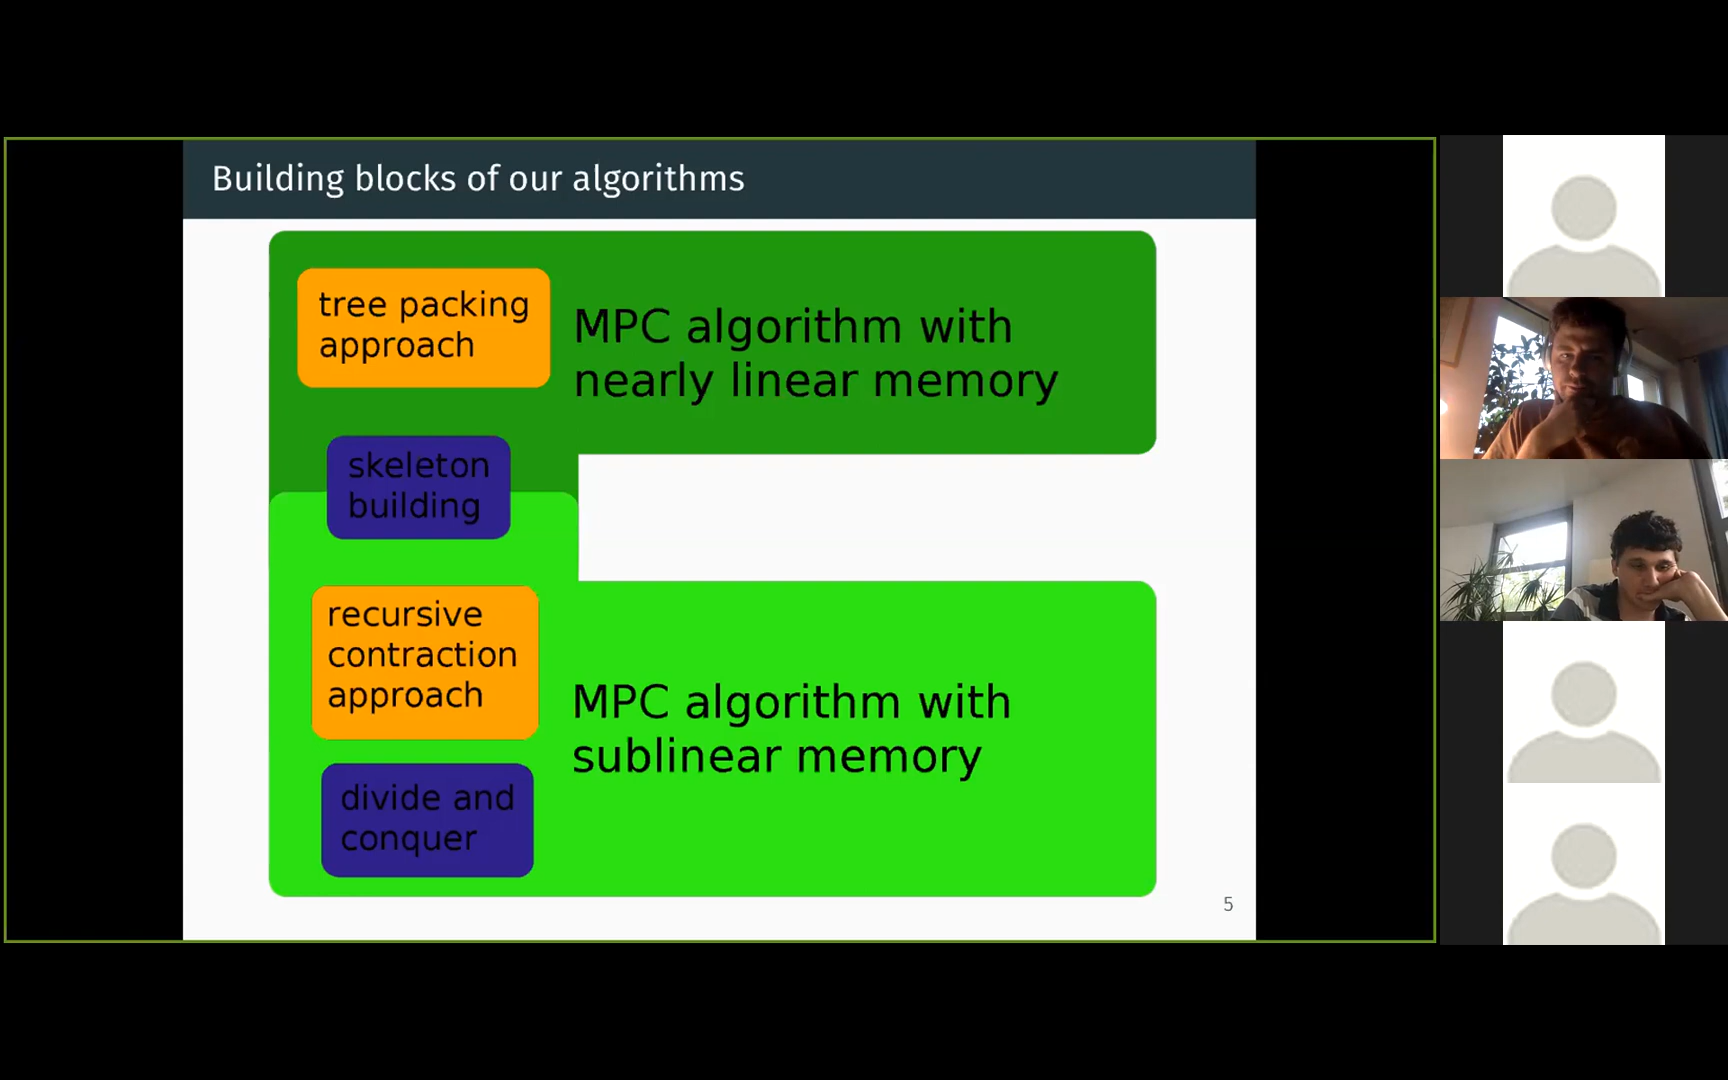 Building blocks of our algorithms
tree packing
approach
MPC algorithm with
nearly linear memory
skeleton
building
recursive
contraction
approach
MPC algorithm with
sublinear memory
divide and
conquer
5